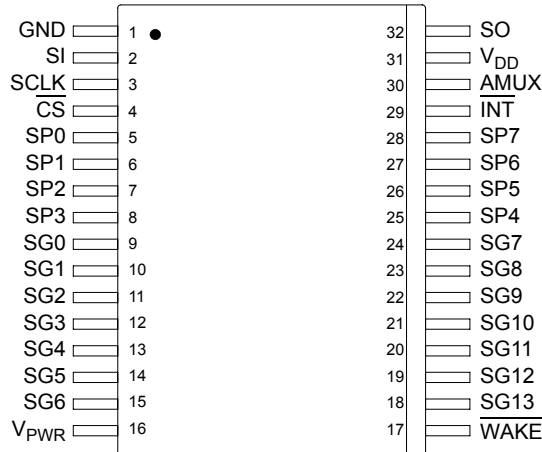 GND 1 32 SO
SI 2 31 VDD
SCLK 3 30 AMUX
CS 4 29 INT
SP0 5 28 SP7
SP1 6 27 SP6
SP2 7 26 SP5
SP3 8 25 SP4
SG0 9 24 SG7
SG1 10 23 SG8
SG2 11 22 SG9
SG3 12 21 SG10
SG4 13 20 SG11
SG5 14 19 SG12
SG6 15 18 SG13
VPWR 16 17 WAKE